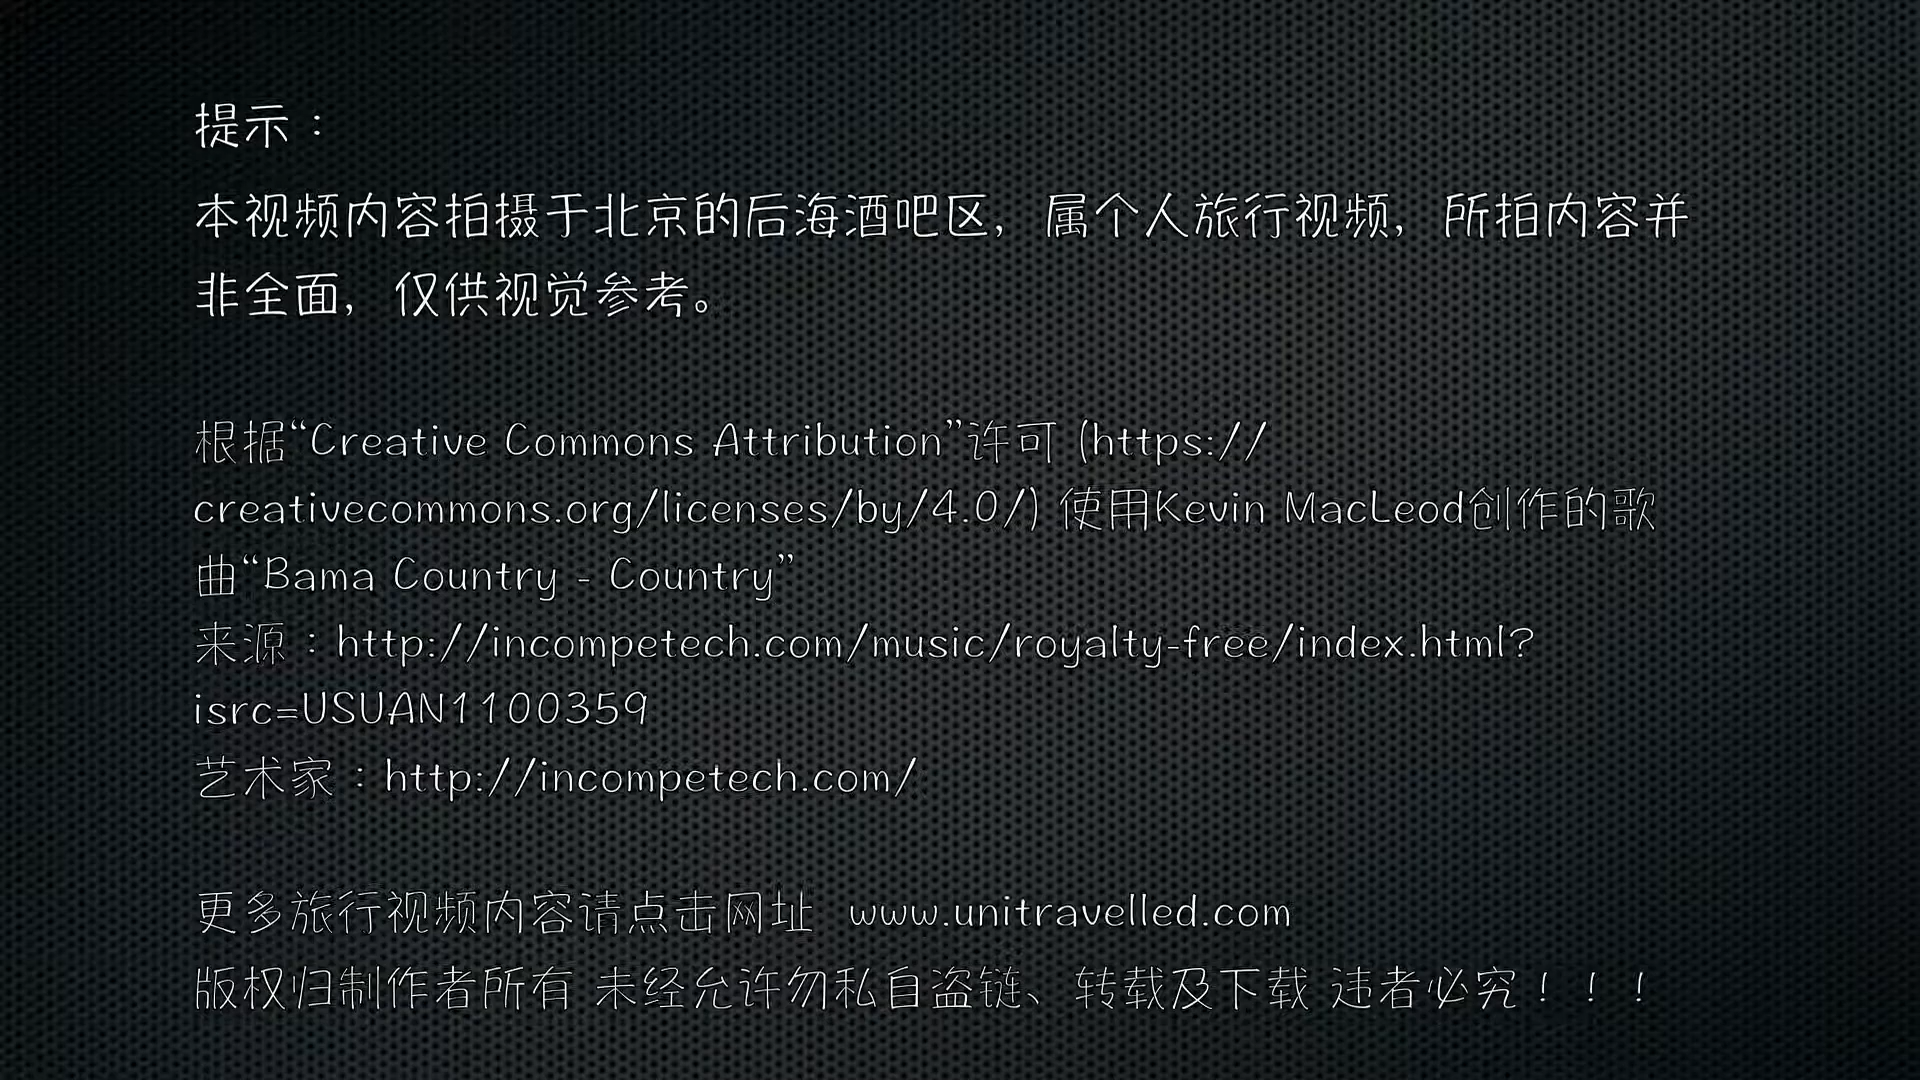 提示：
本视频内容拍摄于北京的后海酒吧区，属个人旅行视频，所拍内容并
非全面，仅供视觉参考。
根据“Creative Commons Attribution”许可 (https://
creativecommons.org/licenses/by/4.0/) 使用Kevin MacLeod创作的歌
曲“Bama Country - Country”
来源：http://incompetech.com/music/royalty-free/index.html?
isrc=USUAN1100359
艺术家：http://incompetech.com/
更多旅行视频内容请点击网址 www.unitravelled.com
版权归制作者所有 未经允许勿私自盗链、转载及下载 违者必究！！！